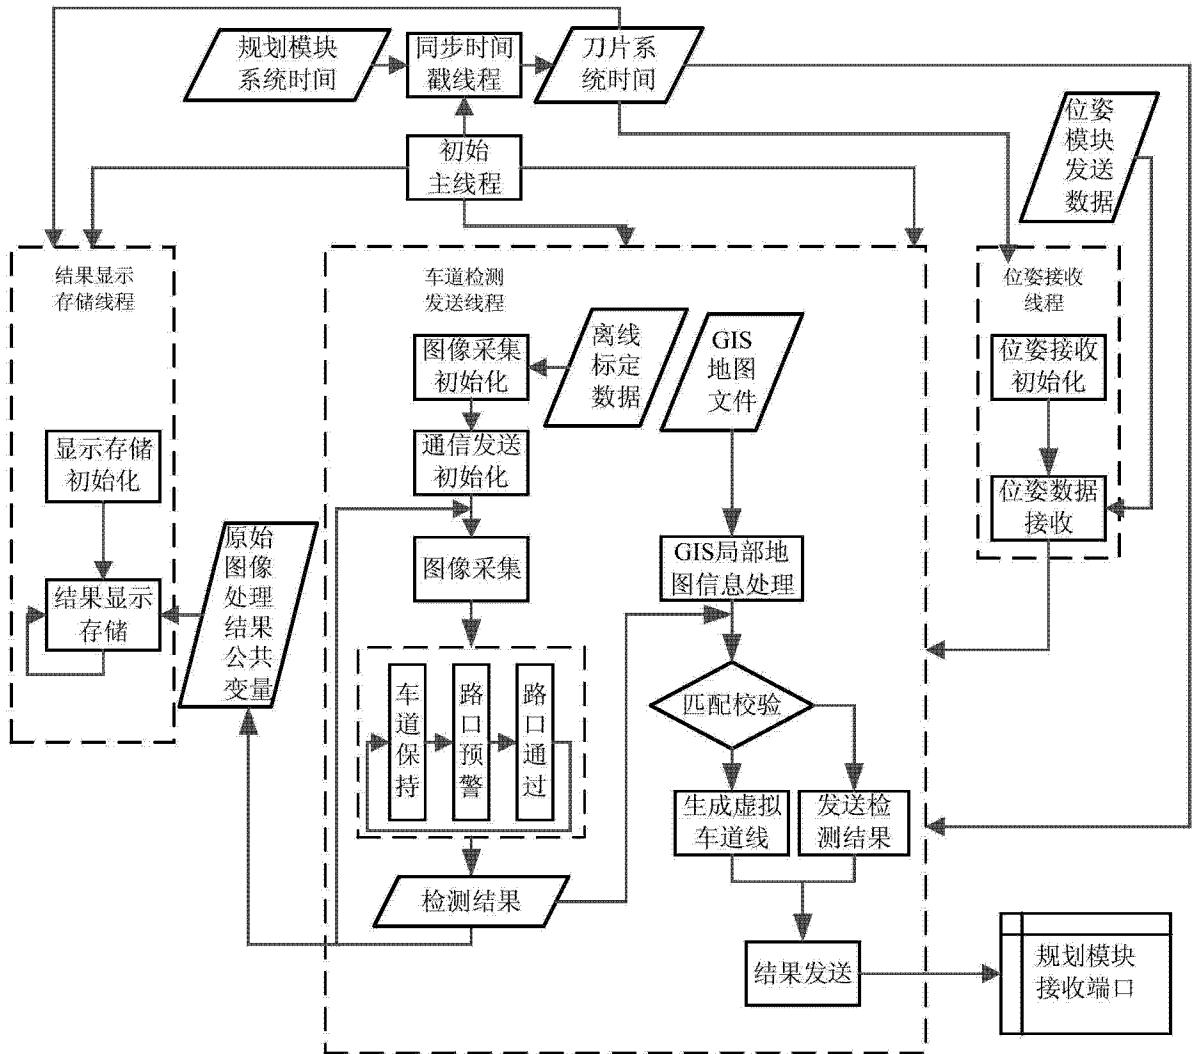 规划模块
系统时间
同步时间
戳线程
刀片系
统时间
初始
主线程
位姿
模块
发送
数据
结果显示
存储线程
车道检测
发送线程
位姿接收
线程
图像采集
初始化
离线
标定
数据
GIS
地图
文件
位姿接收
初始化
显示存储
初始化
通信发送
初始化
位姿数据
接收
原始
图像
处理
结果
公共
变量
图像采集
GIS局部地
图信息处理
结果显示
存储
车
道
保
持
路
口
预
警
路
口
通
过
匹配校验
生成虚拟
车道线
发送检
测结果
检测结果
结果发送
规划模块
接收端口